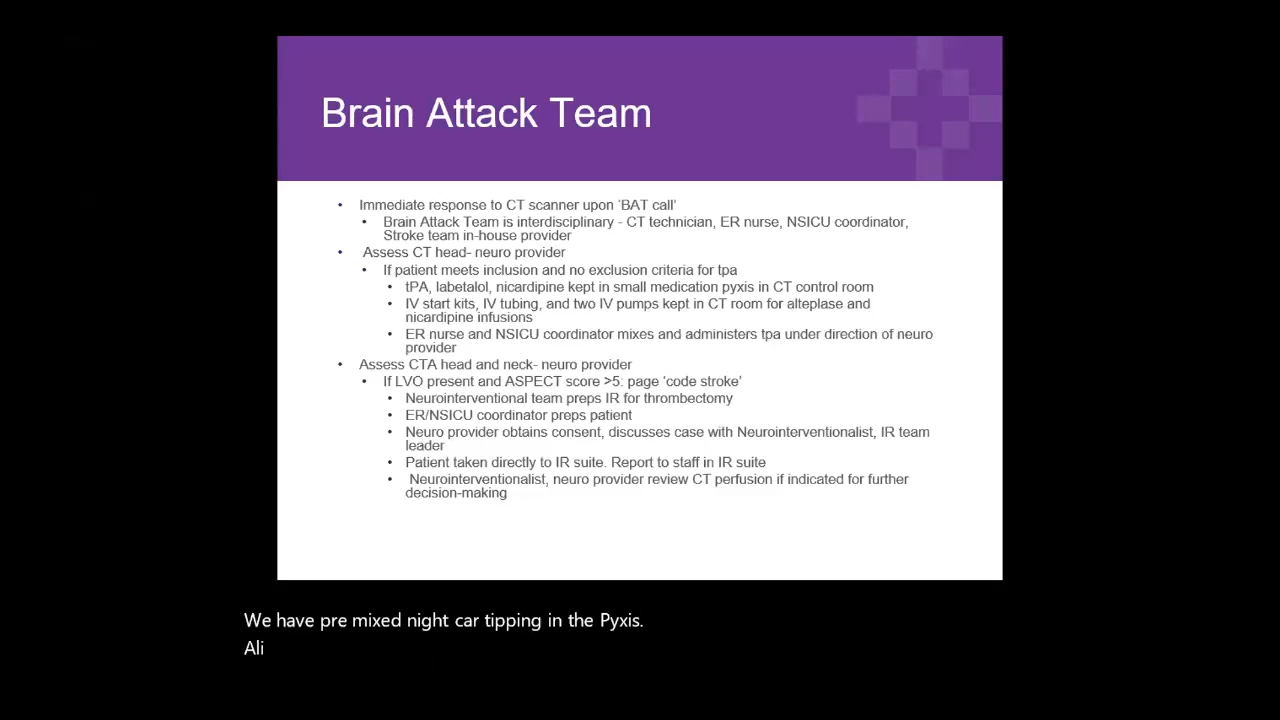 Brain Attack Team
• Immediate response to CT scanner upon 'BAT call'
• Brain Attack Team is interdisciplinary - CT technician, ER nurse, NSICU coordinator,
Stroke team in-house provider
• Assess CT head- neuro provider
• If patient meets inclusion and no exclusion criteria for tpa
• tPA, labetalol, nicardipine kept in small medication pyxis in CT control room
• IV start kits, IV tubing, and two IV pumps kept in CT room for alteplase and
nicardipine infusions
• ER nurse and NSICU coordinator mixes and administers tpa under direction of neuro
provider
• Assess CTA head and neck- neuro provider
• If LVO present and ASPECT score >5: page 'code stroke'
• Neurointerventional team preps IR for thrombectomy
• ER/NSICU coordinator preps patient
• Neuro provider obtains consent, discusses case with Neurointerventionalist, IR team
leader
• Patient taken directly to IR suite. Report to staff in IR suite
• Neurointerventionalist, neuro provider review CT perfusion if indicated for further
decision-making
We have pre mixed night car tipping in the Pyxis.
Ali